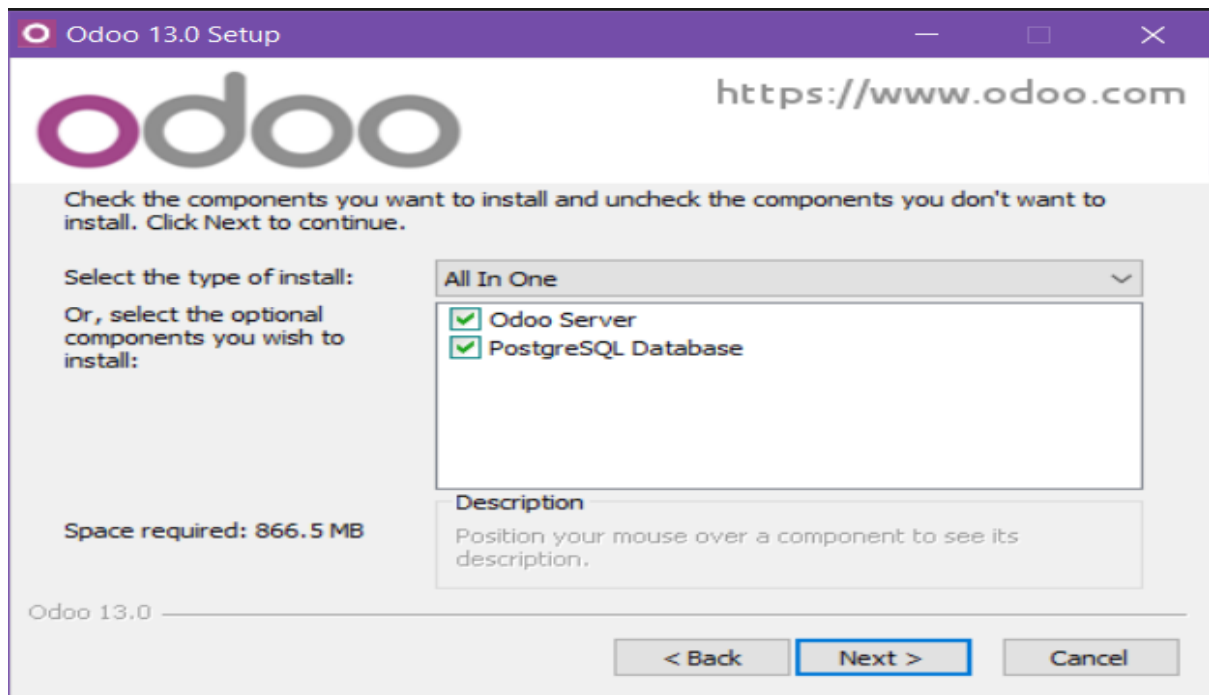 Odoo 13.0 Setup
odoo
https://www.odoo.com
Check the components you want to install and uncheck the components you don't want to
install. Click Next to continue.
Select the type of install:
All In One
Or, select the optional
components you wish to
install:
Odoo Server
PostgreSQL Database
Space required: 866.5 MB
Description
Position your mouse over a component to see its
description.
Odoo 13.0
< Back
Next >
Cancel